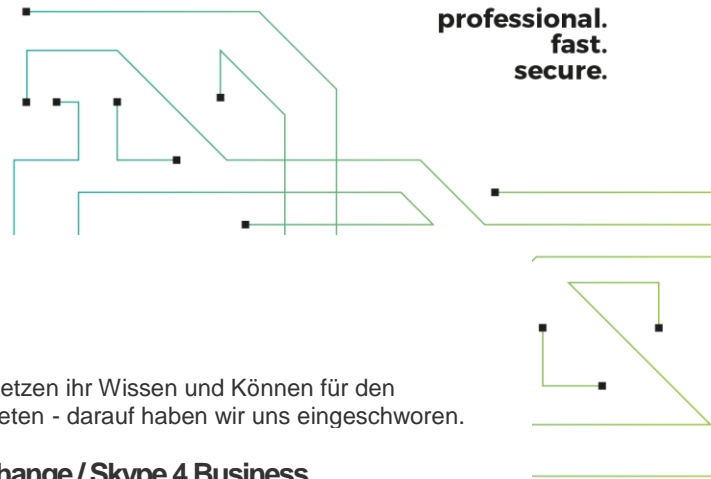 professional.
fast.
secure.
etzen ihr Wissen und Können für den
eten - darauf haben wir uns eingeschworen.
hange / Skype 4 Business